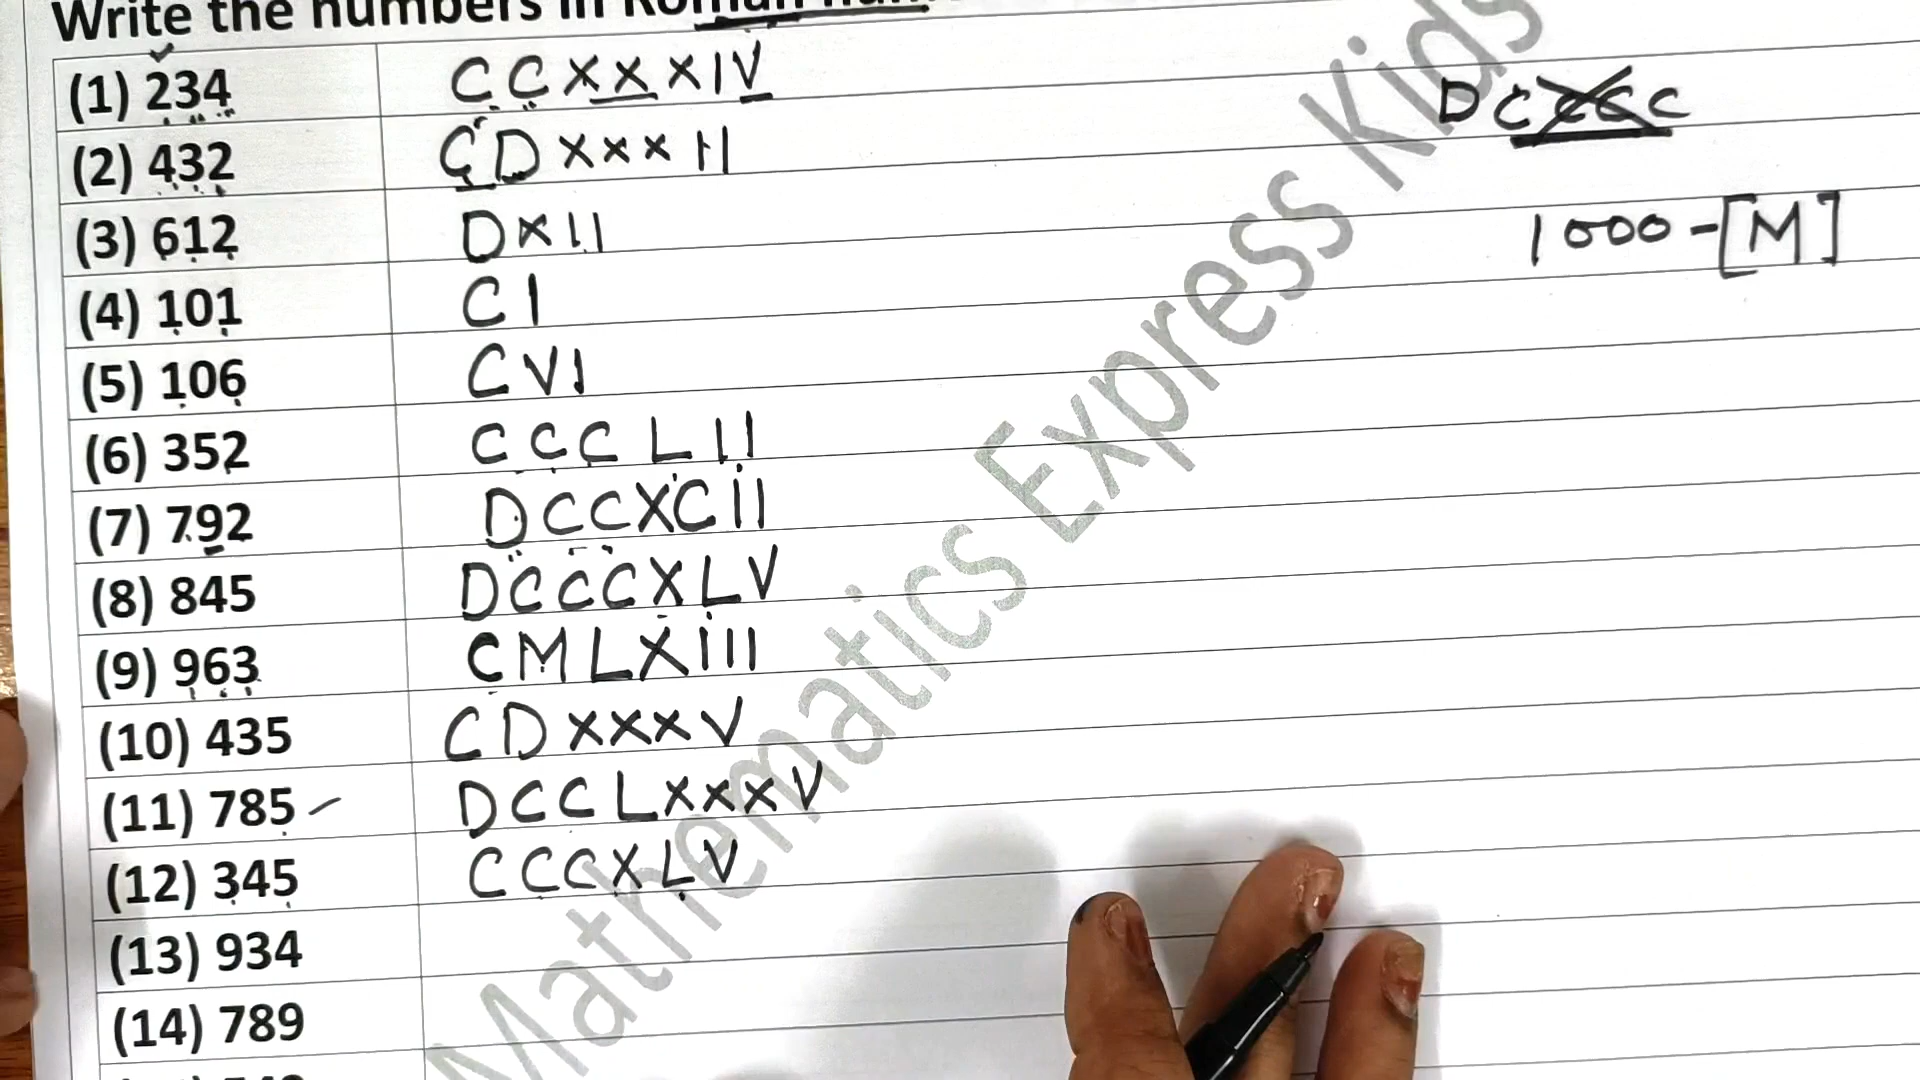 Write the numbers in Roman num
(1) 234 CCXXXIV
(2) 432 CDXXXII
(3) 612 DXII
(4) 101 CI
(5) 106 CVI
(6) 352 CCCLII
(7) 792 DCCXCII
(8) 845 DCCCXLV
(9) 963 CMLXIII
(10) 435 CDXXXV
(11) 785 DCCLXXXV
(12) 345 CCCXLV
(13) 934
(14) 789
DCCCCC
1000-[M]
Mathematics Express Kids